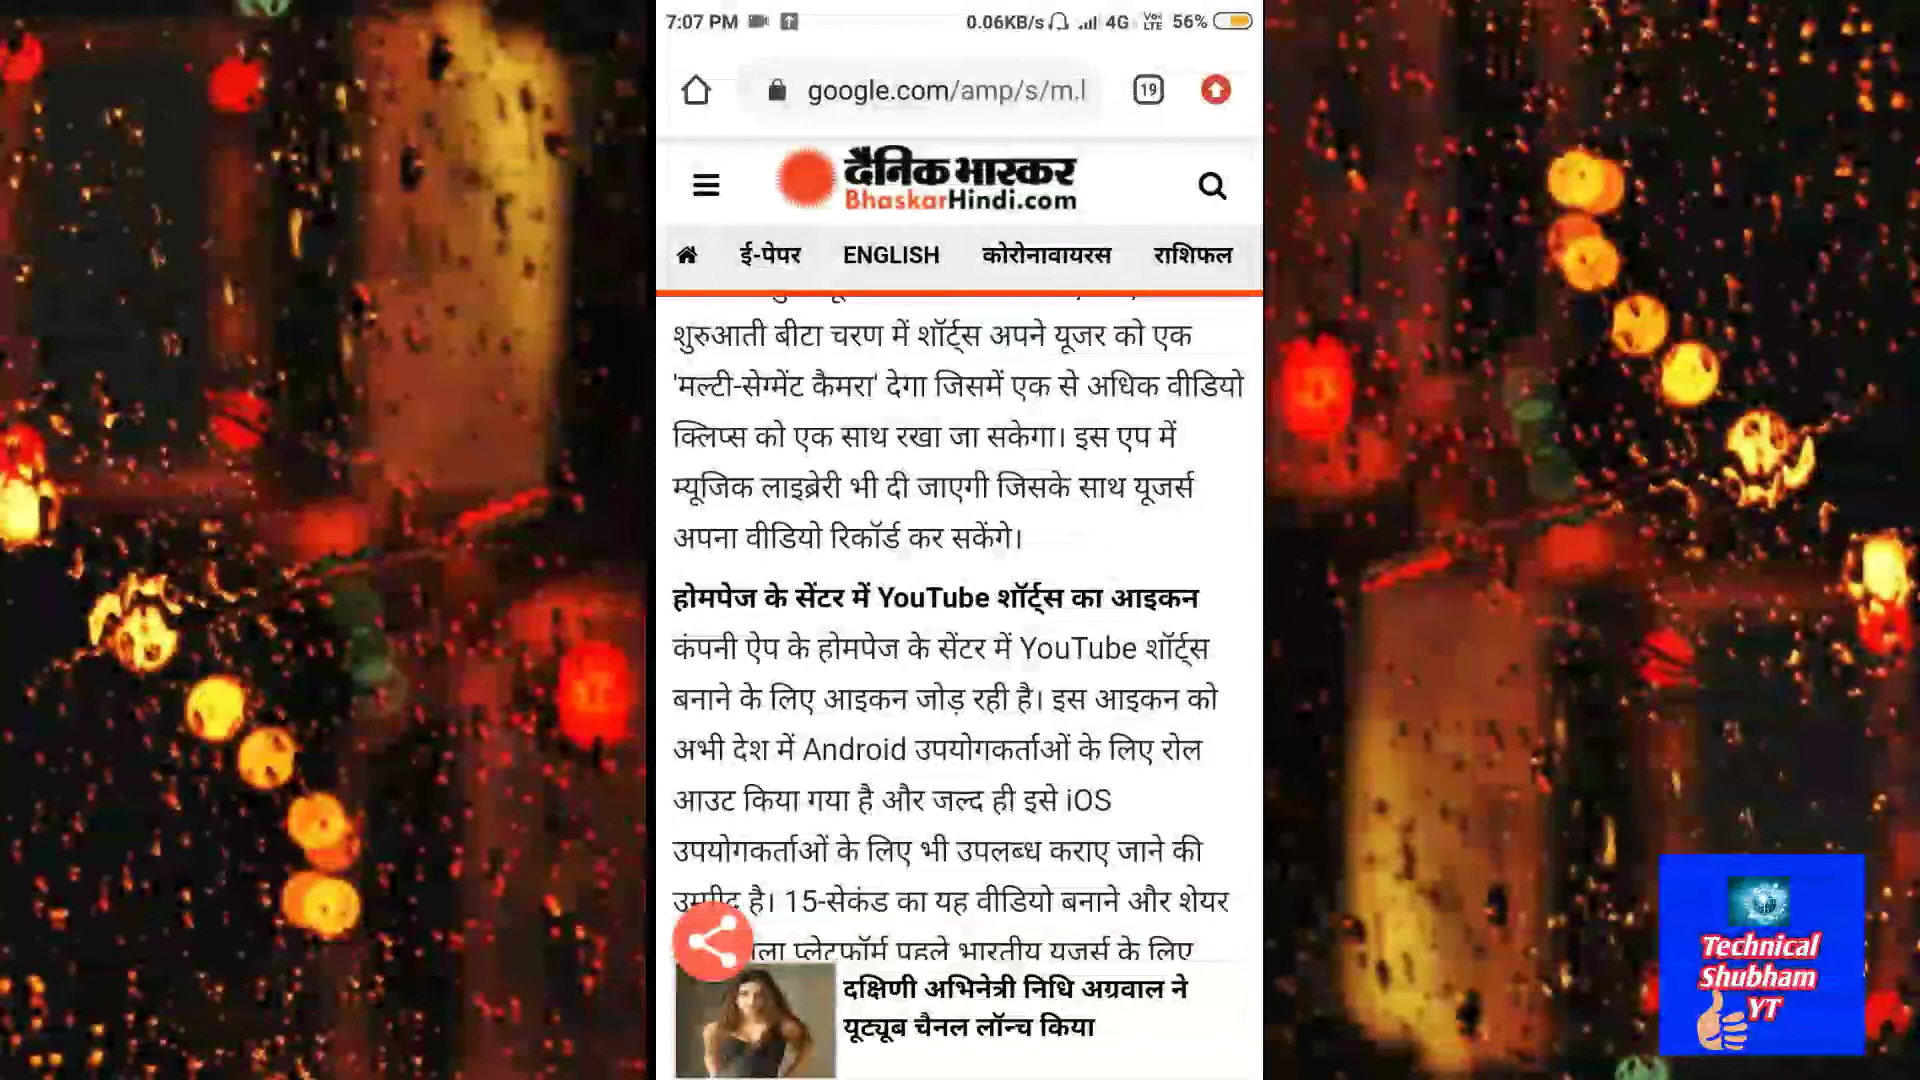 7:07 PM 0.06KB/s 4G Vo LTE 56%
google.com/amp/s/m.l 19
दैनिक भास्कर
BhaskarHindi.com
ई-पेपर ENGLISH कोरोनावायरस राशिफल
शुरुआती बीटा चरण में शॉर्ट्स अपने यूजर को एक
'मल्टी-सेग्मेंट कैमरा' देगा जिसमें एक से अधिक वीडियो
क्लिप्स को एक साथ रखा जा सकेगा। इस एप में
म्यूजिक लाइब्रेरी भी दी जाएगी जिसके साथ यूजर्स
अपना वीडियो रिकॉर्ड कर सकेंगे।
होमपेज के सेंटर में YouTube शॉर्ट्स का आइकन
कंपनी ऐप के होमपेज के सेंटर में YouTube शॉर्ट्स
बनाने के लिए आइकन जोड़ रही है। इस आइकन को
अभी देश में Android उपयोगकर्ताओं के लिए रोल
आउट किया गया है और जल्द ही इसे iOS
उपयोगकर्ताओं के लिए भी उपलब्ध कराए जाने की
उम्मीद है। 15-सेकंड का यह वीडियो बनाने और शेयर
प्लेटफॉर्म पहले भारतीय यूजर्स के लिए
दक्षिणी अभिनेत्री निधि अग्रवाल ने
यूट्यूब चैनल लॉन्च किया
Technical
Shubham
YT